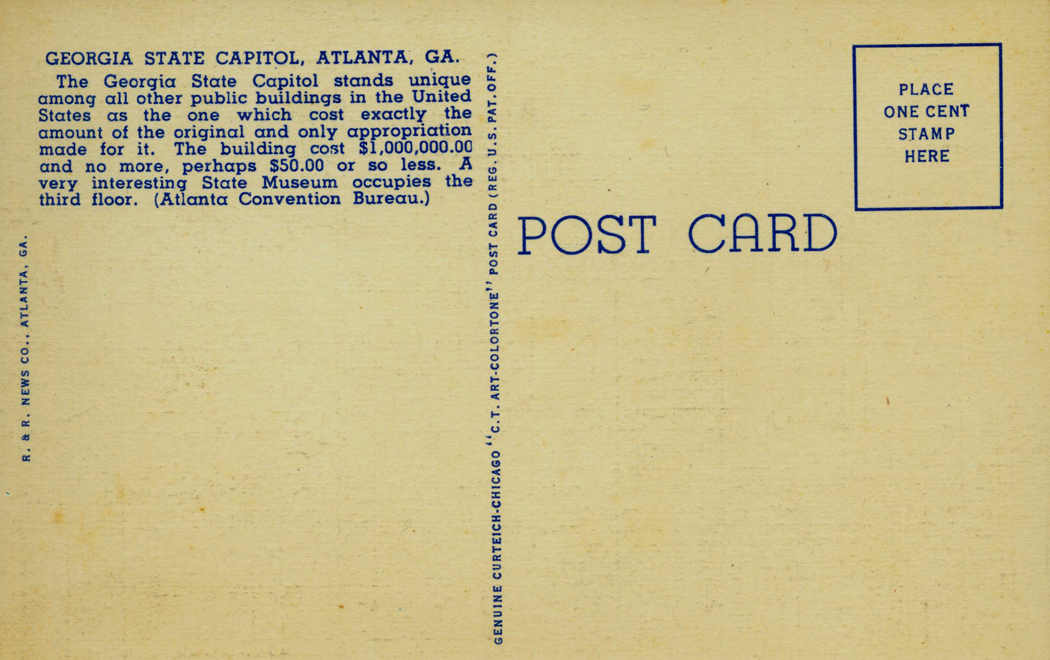 GEORGIA STATE CAPITOL, ATLANTA, GA.
The Georgia State Capitol stands unique
among all other public buildings in the United
States as the one which cost exactly the
amount of the original and only appropriation
made for it. The building cost $1,000,000.00
and no more, perhaps $50.00 or so less. A
very interesting State Museum occupies the
third floor. (Atlanta Convention Bureau.)
R. & R. NEWS CO., ATLANTA, GA.
GENUINE CURTEICH-CHICAGO "C.T. ART-COLORTONE" POST CARD (REG. U.S. PAT. OFF.)
POST CARD
PLACE
ONE CENT
STAMP
HERE